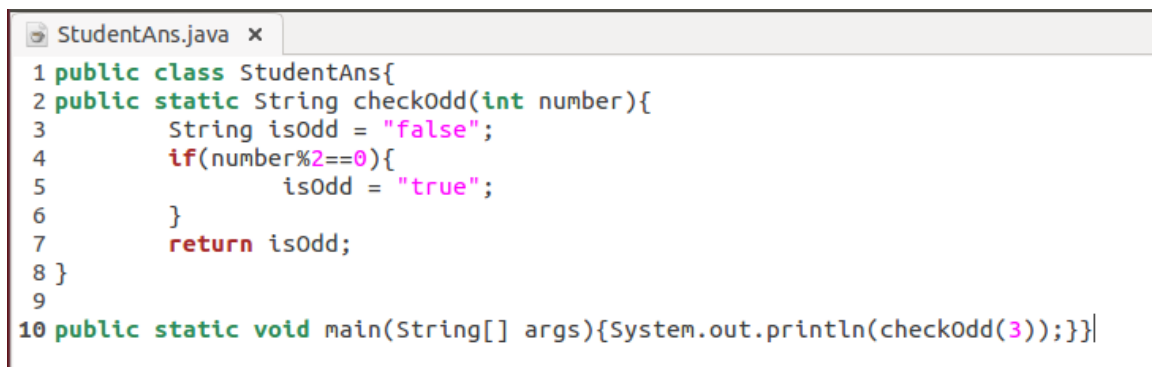 StudentAns.java ×
1 public class StudentAns{
2 public static String checkOdd(int number){
3 String isOdd = "false";
4 if(number%2==0){
5 isOdd = "true";
6 }
7 return isOdd;
8 }
9
10 public static void main(String[] args){System.out.println(checkOdd(3));}}